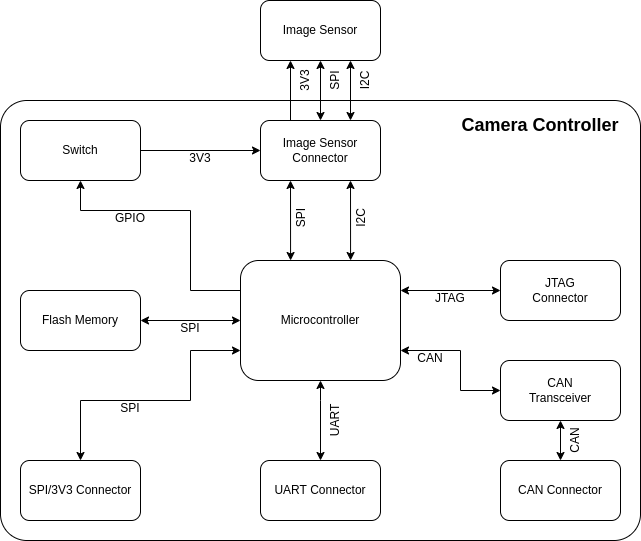 Image Sensor
3V3
SPI
I2C
Camera Controller
Switch
3V3
Image Sensor
Connector
GPIO
SPI
I2C
Flash Memory
SPI
Microcontroller
JTAG
JTAG
Connector
CAN
CAN
Transceiver
SPI
UART
CAN
SPI/3V3 Connector
UART Connector
CAN Connector